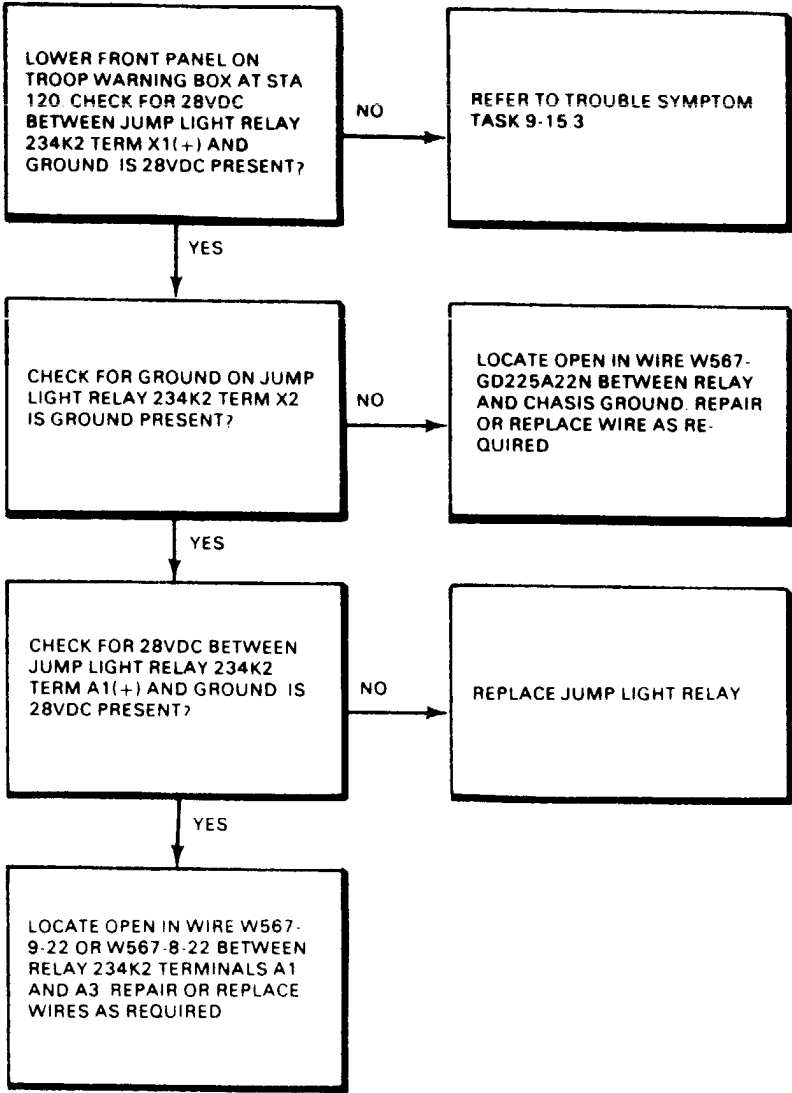 LOWER FRONT PANEL ON
TROOP WARNING BOX AT STA
120. CHECK FOR 28VDC
BETWEEN JUMP LIGHT RELAY
234K2 TERM X1(+) AND
GROUND IS 28VDC PRESENT?
NO
REFER TO TROUBLE SYMPTOM
TASK 9-15.3
YES
CHECK FOR GROUND ON JUMP
LIGHT RELAY 234K2 TERM X2
IS GROUND PRESENT?
NO
LOCATE OPEN IN WIRE W567-
GD225A22N BETWEEN RELAY
AND CHASIS GROUND. REPAIR
OR REPLACE WIRE AS RE-
QUIRED
YES
CHECK FOR 28VDC BETWEEN
JUMP LIGHT RELAY 234K2
TERM A1(+) AND GROUND IS
28VDC PRESENT?
NO
REPLACE JUMP LIGHT RELAY
YES
LOCATE OPEN IN WIRE W567-
9-22 OR W567-8-22 BETWEEN
RELAY 234K2 TERMINALS A1
AND A3 REPAIR OR REPLACE
WIRES AS REQUIRED